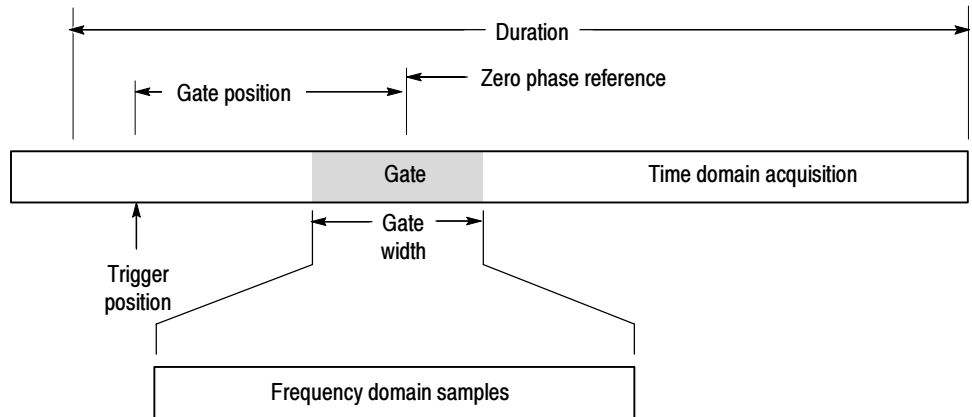 Duration
Zero phase reference
Gate position
Gate
Time domain acquisition
Gate
width
Trigger
position
Frequency domain samples